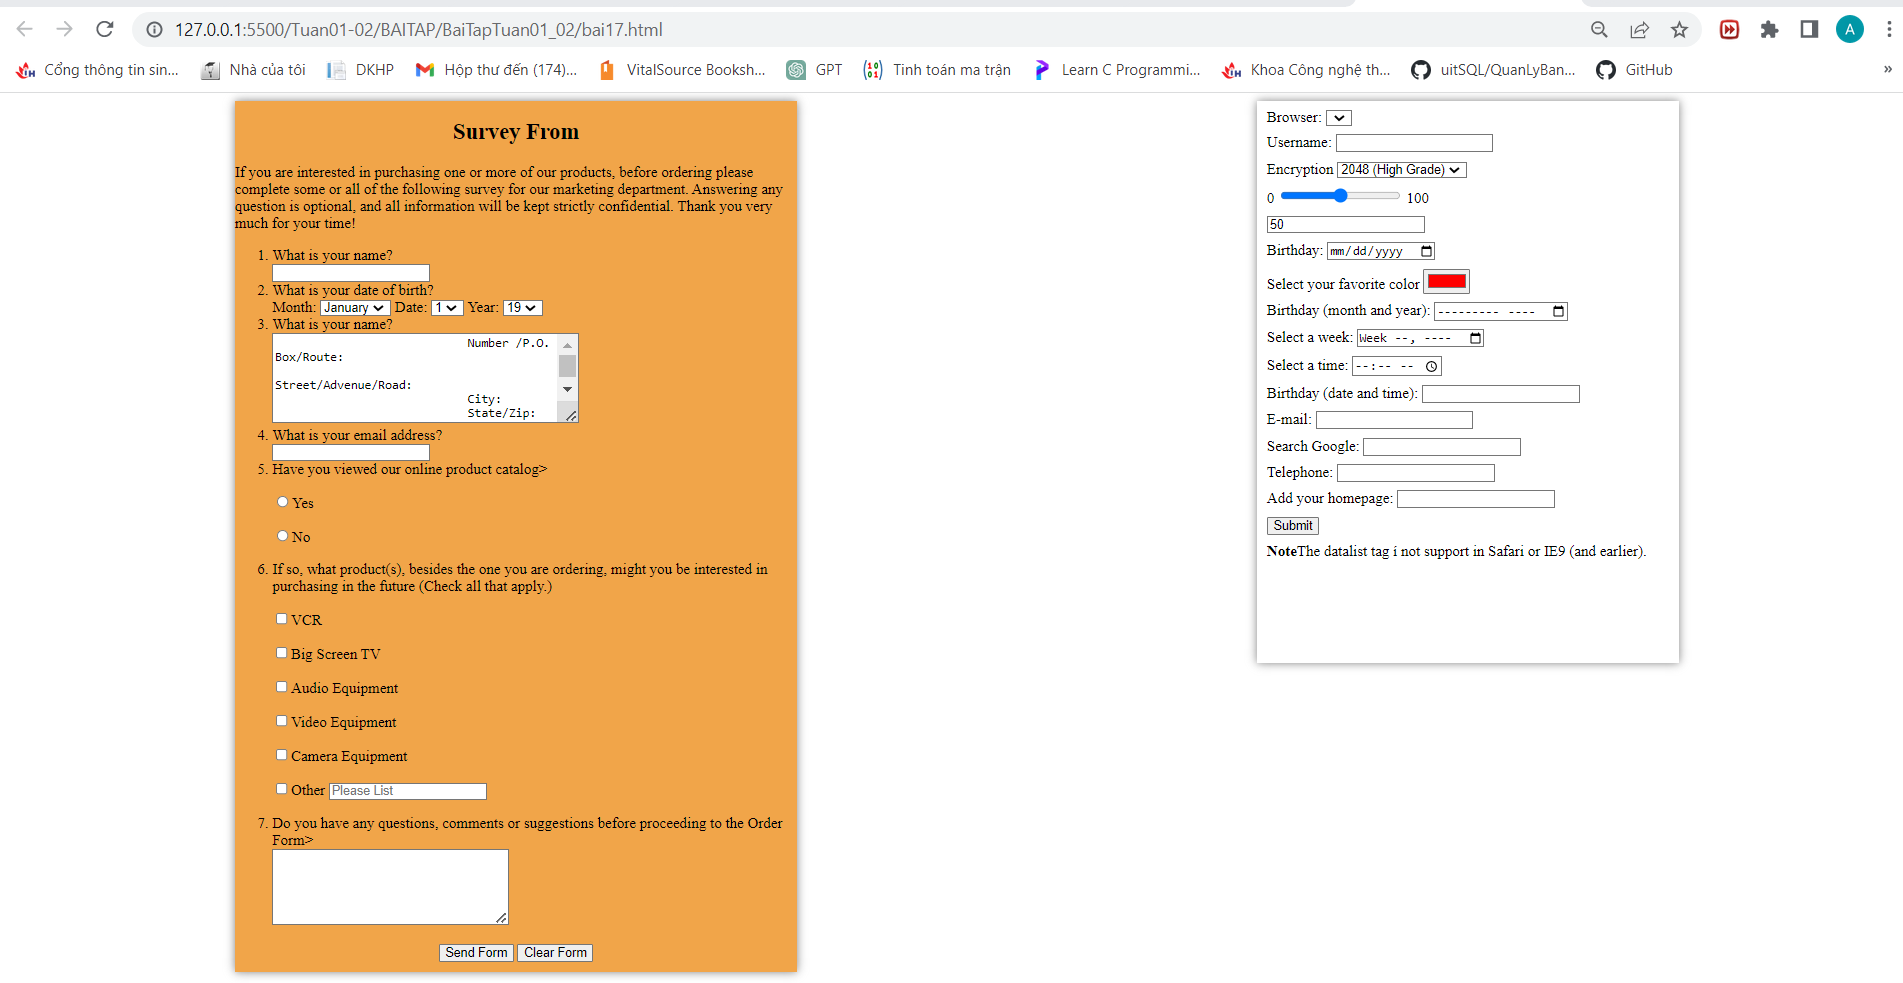 127.0.0.1:5500/Tuan01-02/BAITAP/BaiTapTuan01_02/bai17.html
A
Cổng thông tin sin... Nhà của tôi DKHP Hộp thư đến (174)... VitalSource Booksh... GPT Tính toán ma trận Learn C Programmi... Khoa Công nghệ th... uitSQL/QuanLyBan... GitHub »
Survey From
If you are interested in purchasing one or more of our products, before ordering please
complete some or all of the following survey for our marketing department. Answering any
question is optional, and all information will be kept strictly confidential. Thank you very
much for your time!
1. What is your name?
2. What is your date of birth?
Month: January Date: 1 Year: 19
3. What is your name?
Number /P.O.
Box/Route:
Street/Advenue/Road:
City:
State/Zip:
4. What is your email address?
5. Have you viewed our online product catalog>
Yes
No
6. If so, what product(s), besides the one you are ordering, might you be interested in
purchasing in the future (Check all that apply.)
VCR
Big Screen TV
Audio Equipment
Video Equipment
Camera Equipment
Other Please List
7. Do you have any questions, comments or suggestions before proceeding to the Order
Form>
Send Form Clear Form
Browser:
Username:
Encryption 2048 (High Grade)
0 100
50
Birthday: mm/dd/yyyy
Select your favorite color
Birthday (month and year): --------- ----
Select a week: Week --, ----
Select a time: --:-- --
Birthday (date and time):
E-mail:
Search Google:
Telephone:
Add your homepage:
Submit
NoteThe datalist tag í not support in Safari or IE9 (and earlier).